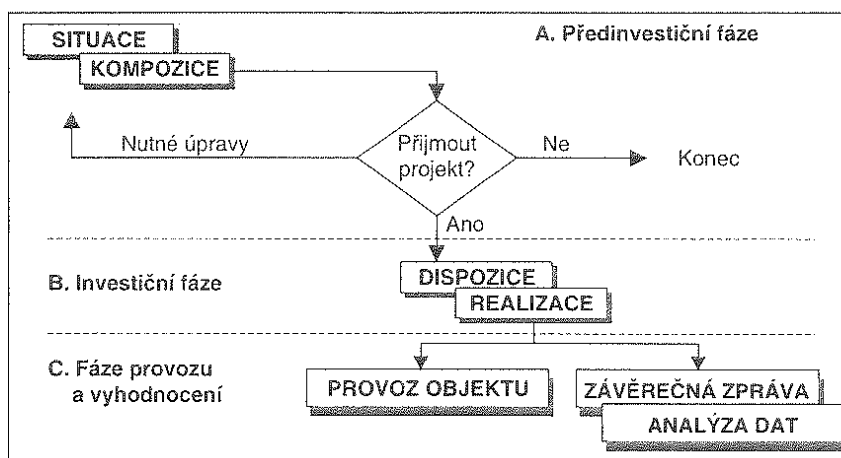 SITUACE
A. Předinvestiční fáze
KOMPOZICE
Nutné úpravy
Přijmout
projekt?
Ne
Konec
Ano
B. Investiční fáze
DISPOZICE
REALIZACE
C. Fáze provozu
a vyhodnocení
PROVOZ OBJEKTU
ZÁVĚREČNÁ ZPRÁVA
ANALÝZA DAT